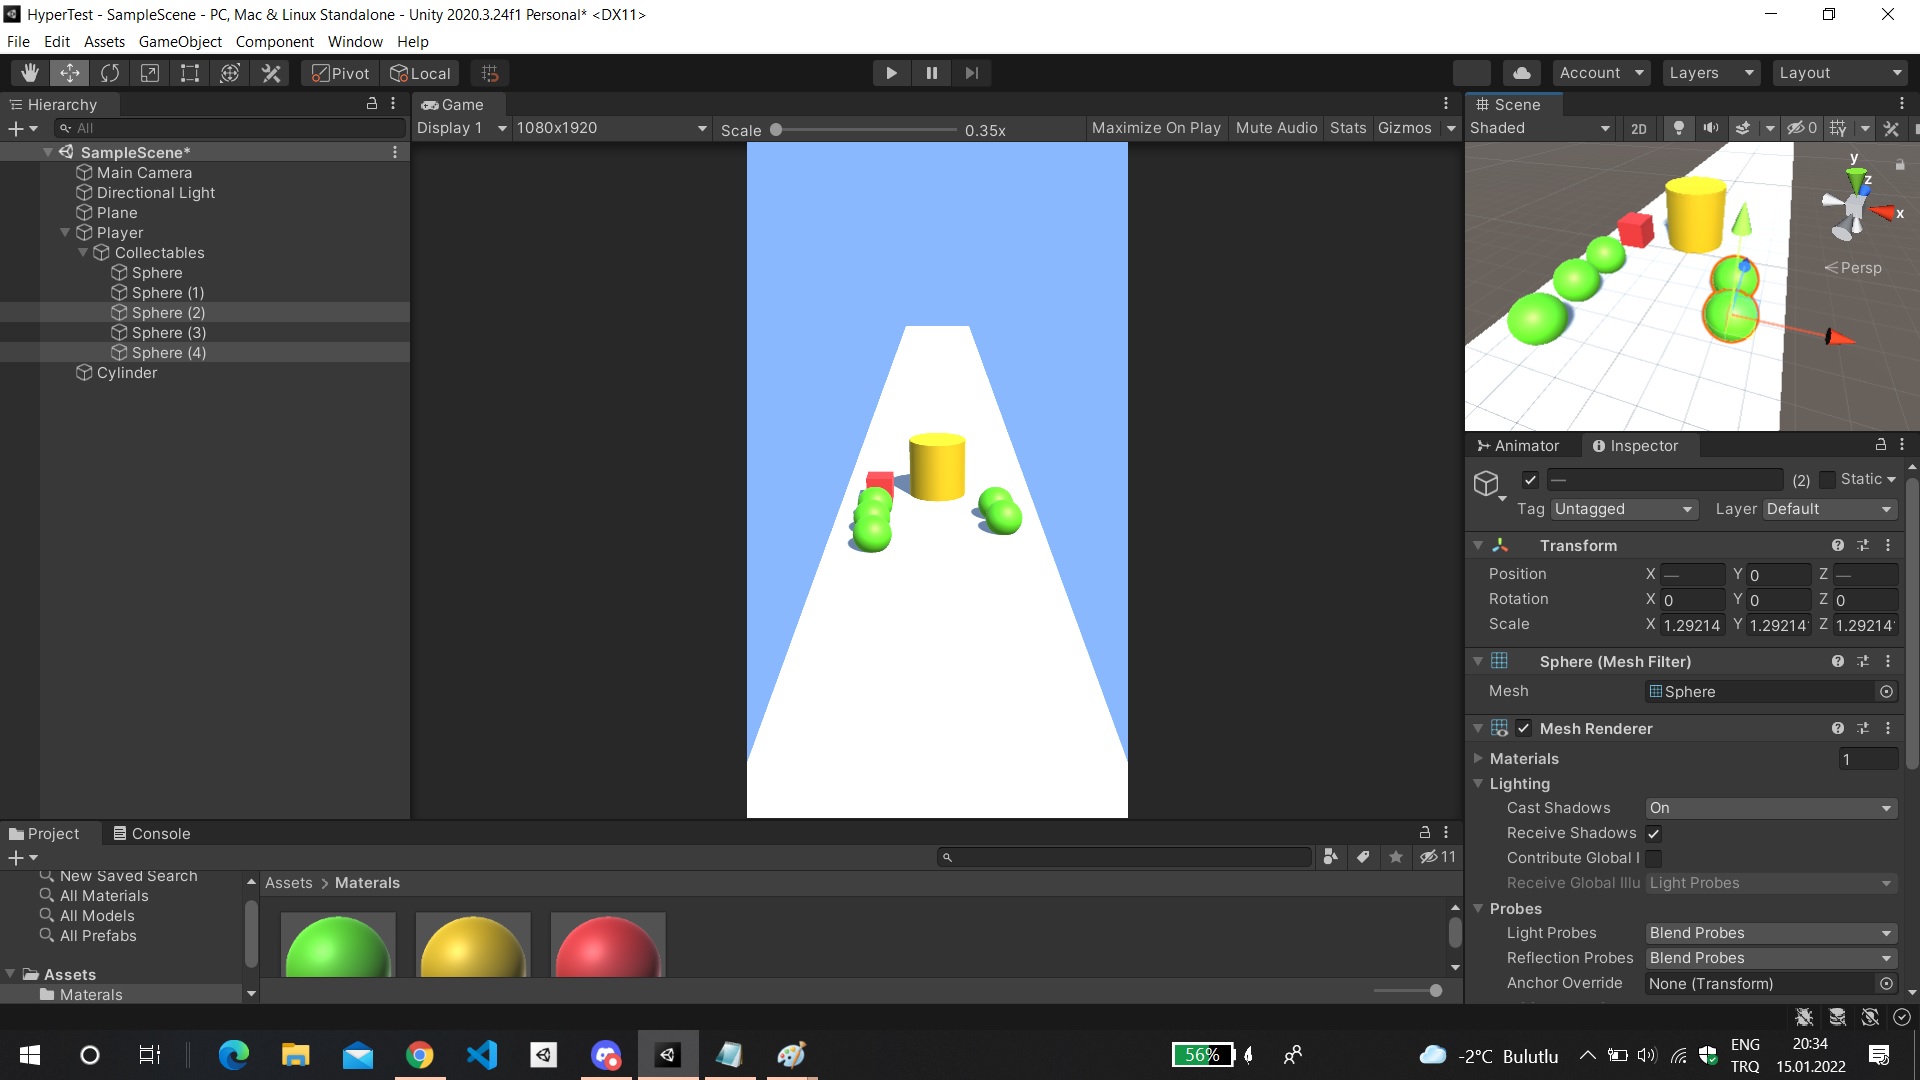 HyperTest - SampleScene - PC, Mac & Linux Standalone - Unity 2020.3.24f1 Personal* <DX11>
File Edit Assets GameObject Component Window Help
Pivot Local Account Layers Layout
Hierarchy
All
SampleScene*
Main Camera
Directional Light
Plane
Player
Collectables
Sphere
Sphere (1)
Sphere (2)
Sphere (3)
Sphere (4)
Cylinder
Game
Display 1 1080x1920 Scale 0.35x Maximize On Play Mute Audio Stats Gizmos
Scene
Shaded 2D 0
y
z
x
Persp
Animator Inspector
— (2) Static
Tag Untagged Layer Default
Transform
Position X — Y 0 Z —
Rotation X 0 Y 0 Z 0
Scale X 1.29214 Y 1.29214 Z 1.29214
Sphere (Mesh Filter)
Mesh Sphere
Mesh Renderer
Materials 1
Lighting
Cast Shadows On
Receive Shadows
Contribute Global I
Receive Global Illu Light Probes
Probes
Light Probes Blend Probes
Reflection Probes Blend Probes
Anchor Override None (Transform)
Project Console
11
New Saved Search
All Materials
All Models
All Prefabs
Assets
Materals
Assets > Materals
56%
-2°C Bulutlu
ENG
TRQ
20:34
15.01.2022